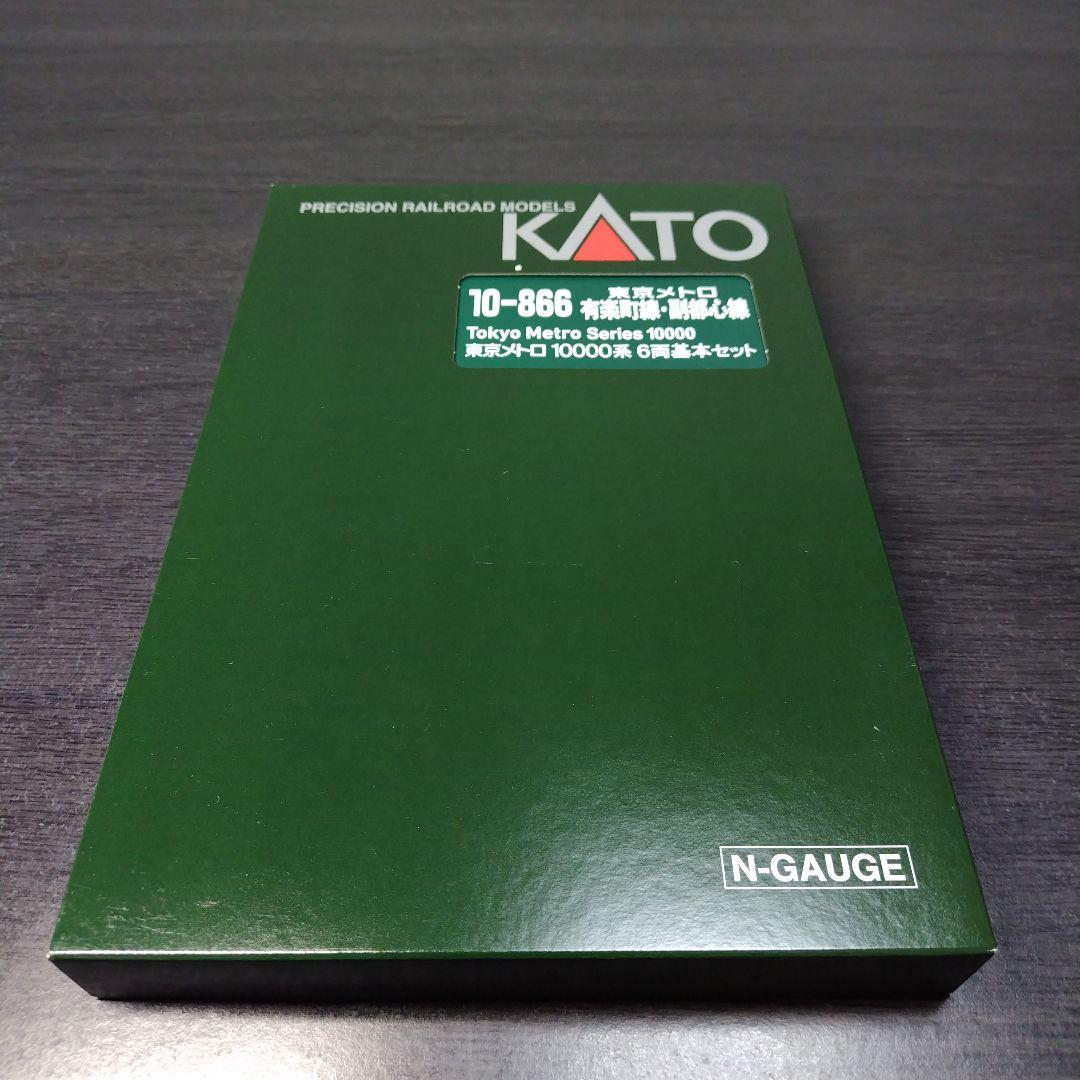 PRECISION RAILROAD MODELS
KATO
10-866 東京メトロ
有楽町線・副都心線
Tokyo Metro Series 10000
東京メトロ 10000系 6両基本セット
N-GAUGE